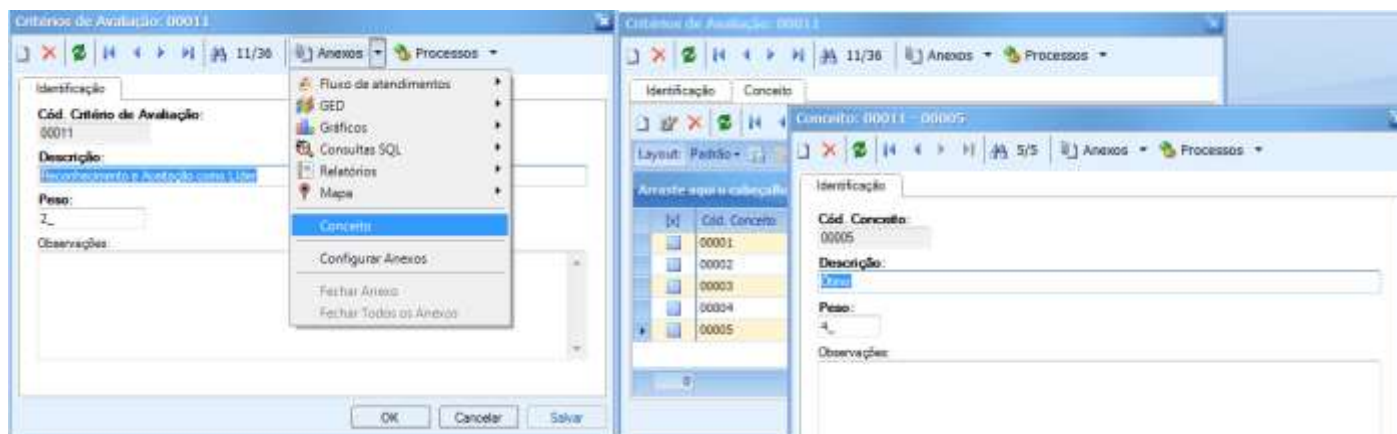 Critérios de Avaliação: 00011
11/36 Anexos Processos
Identificação
Cód. Critério de Avaliação:
00011
Descrição:
Reconhecimento e Aceitação como Líder
Peso:
2_
Observações
Fluxo de atendimentos
GED
Gráficos
Consultas SQL
Relatórios
Mapa
Conceito
Configurar Anexos
Fechar Anexo
Fechar Todos os Anexos
OK Cancelar Salvar
Critérios de Avaliação: 00011
11/36 Anexos Processos
Identificação Conceito
Layout: Padrão
Arraste aqui o cabeçalho
[x] Cód. Conceito
00001
00002
00003
00004
00005
0
Conceito: 00011 - 00005
5/5 Anexos Processos
Identificação
Cód. Conceito:
00005
Descrição:
Ótimo
Peso:
4_
Observações